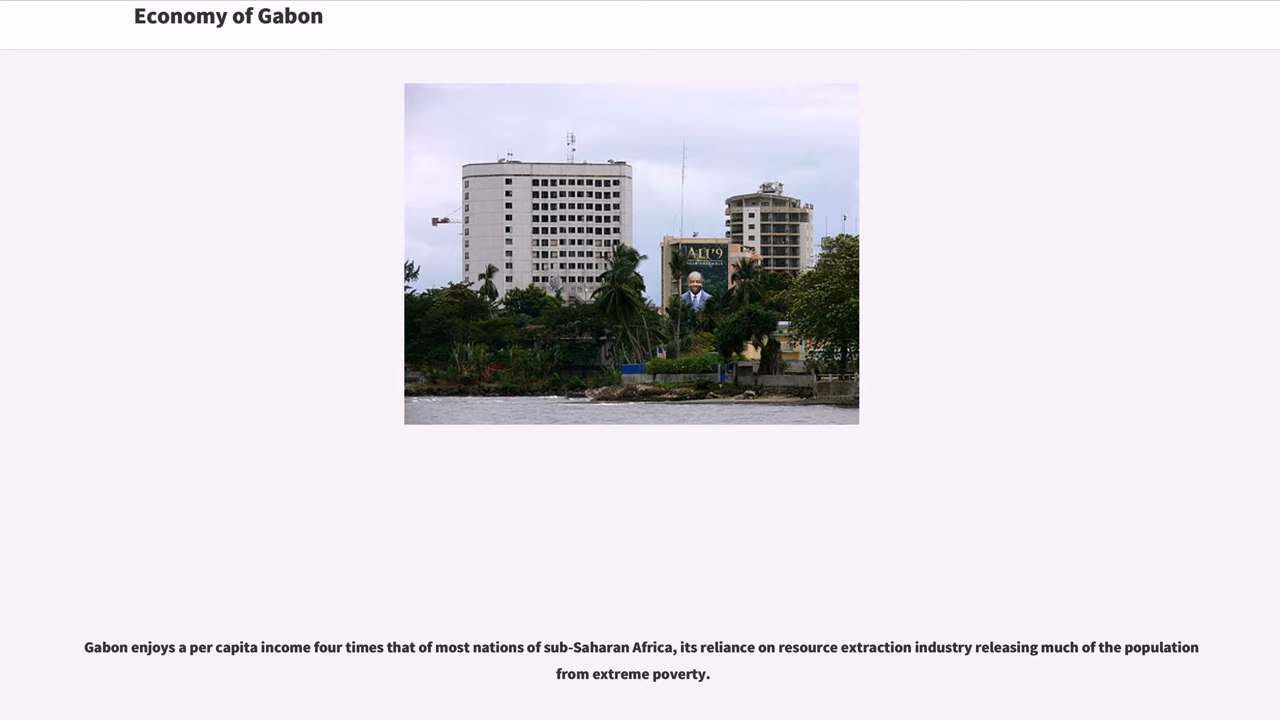 Economy of Gabon
ALI'9
Gabon enjoys a per capita income four times that of most nations of sub-Saharan Africa, its reliance on resource extraction industry releasing much of the population
from extreme poverty.